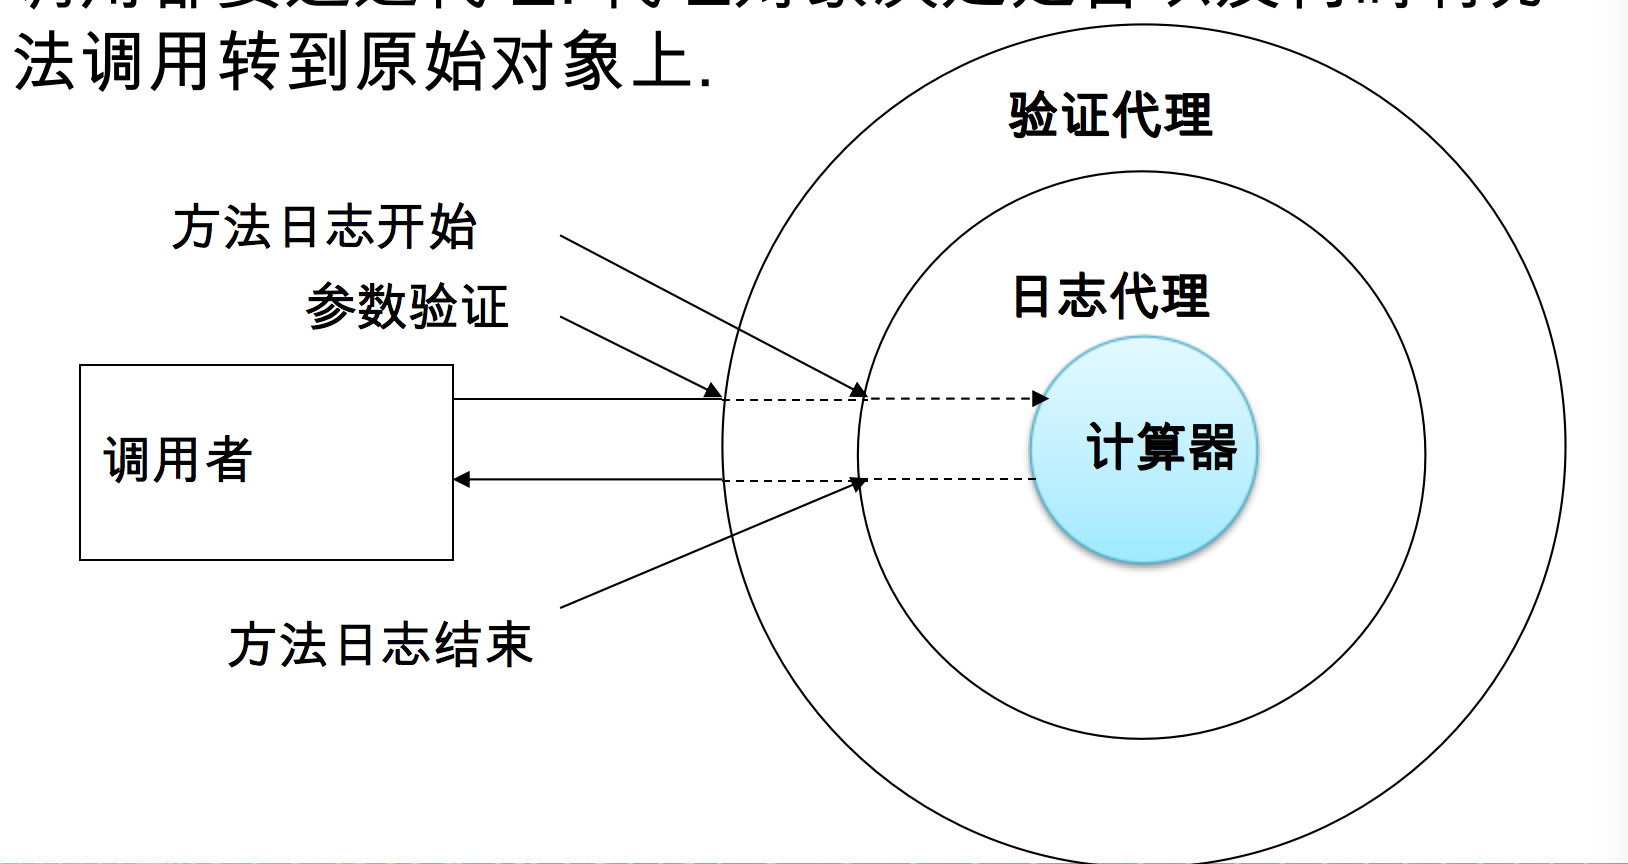 法调用转到原始对象上.
验证代理
方法日志开始
日志代理
参数验证
调用者
计算器
方法日志结束